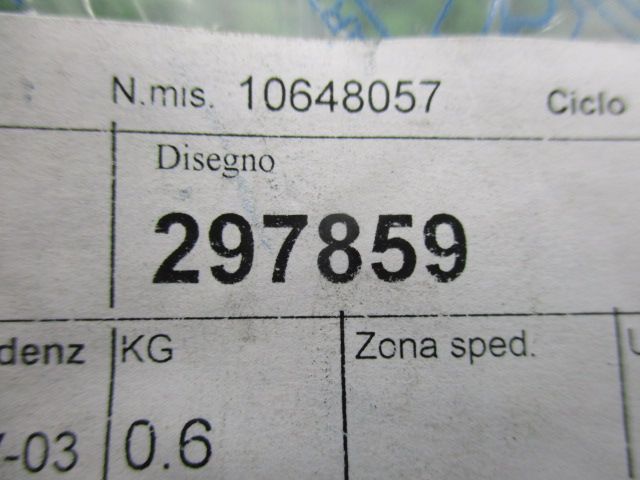 N.mis. 10648057 Ciclo
Disegno
297859
denz KG Zona sped.
-03 0.6